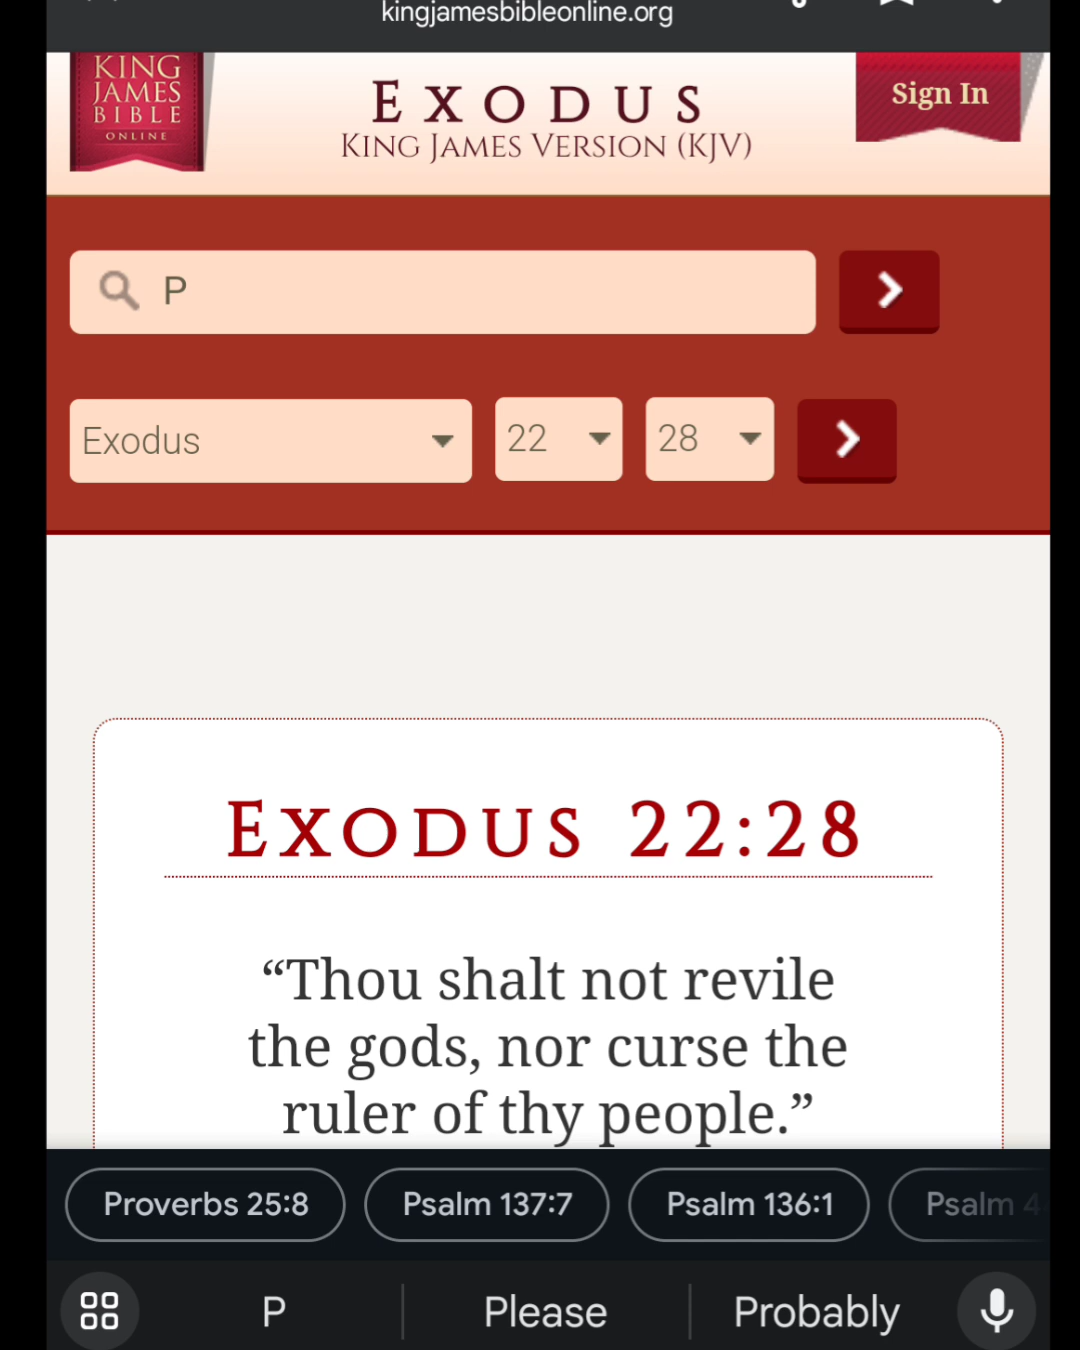 kingjamesbibleonline.org
KING
JAMES
BIBLE
ONLINE
EXODUS
KING JAMES VERSION (KJV)
Sign In
P
Exodus
22
28
EXODUS 22:28
“Thou shalt not revile
the gods, nor curse the
ruler of thy people.”
Proverbs 25:8
Psalm 137:7
Psalm 136:1
Psalm 4
P
Please
Probably